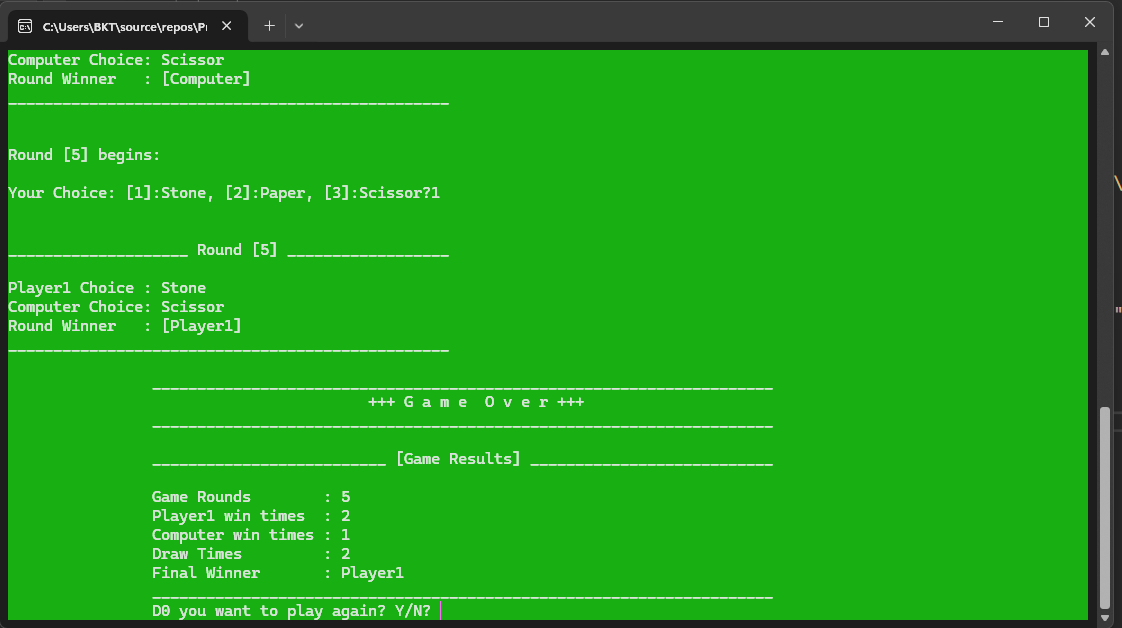 C:\Users\BKT\source\repos\Pr
Computer Choice: Scissor
Round Winner   : [Computer]
_________________________________________________
Round [5] begins:
Your Choice: [1]:Stone, [2]:Paper, [3]:Scissor?1
____________________ Round [5] __________________
Player1 Choice : Stone
Computer Choice: Scissor
Round Winner   : [Player1]
_________________________________________________
_____________________________________________________________________
+++ G a m e  O v e r +++
_____________________________________________________________________
__________________________ [Game Results] ___________________________
Game Rounds        : 5
Player1 win times  : 2
Computer win times : 1
Draw Times         : 2
Final Winner       : Player1
_____________________________________________________________________
D0 you want to play again? Y/N?